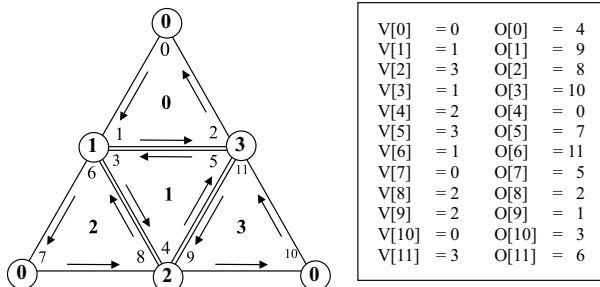 0
0
0
1 2
1 3
3 5
6 11
1
2 3
4
7 8 9 10
0 2 0
V[0] = 0 O[0] = 4
V[1] = 1 O[1] = 9
V[2] = 3 O[2] = 8
V[3] = 1 O[3] = 10
V[4] = 2 O[4] = 0
V[5] = 3 O[5] = 7
V[6] = 1 O[6] = 11
V[7] = 0 O[7] = 5
V[8] = 2 O[8] = 2
V[9] = 2 O[9] = 1
V[10] = 0 O[10] = 3
V[11] = 3 O[11] = 6